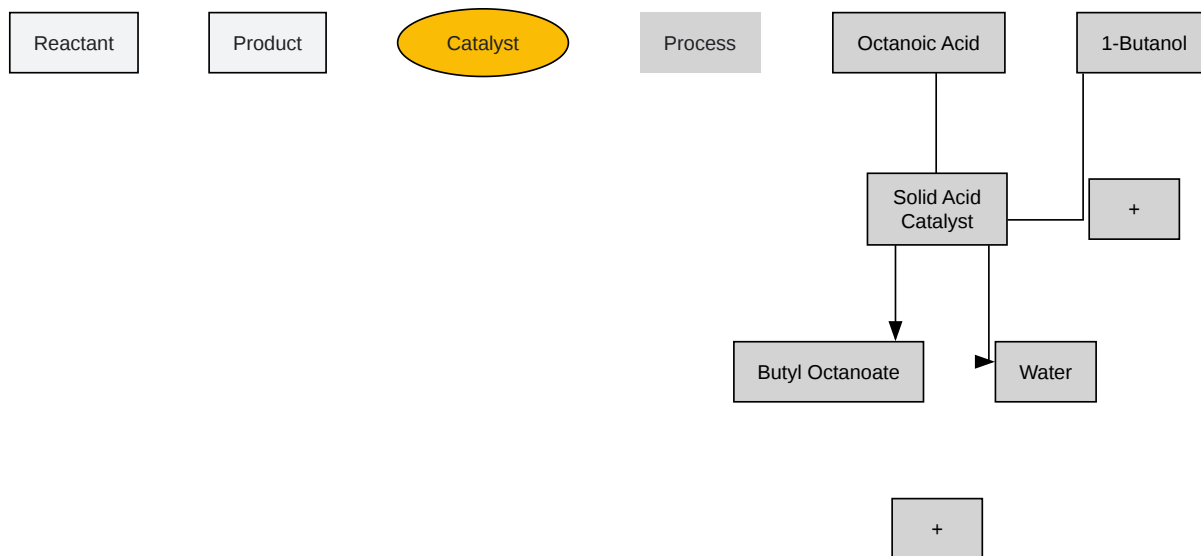 Reactant
Product
Catalyst
Process
Octanoic Acid
1-Butanol
Solid Acid
Catalyst
+
Butyl Octanoate
Water
+